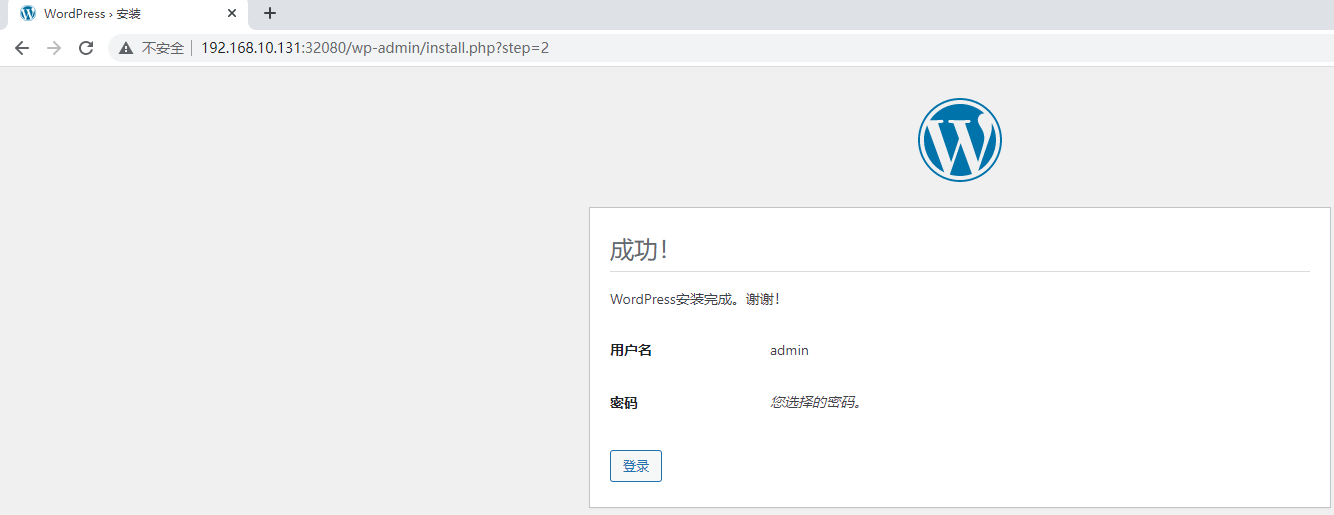 WordPress › 安装
不安全 192.168.10.131:32080/wp-admin/install.php?step=2
成功！
WordPress安装完成。谢谢！
用户名 admin
密码 您选择的密码。
登录